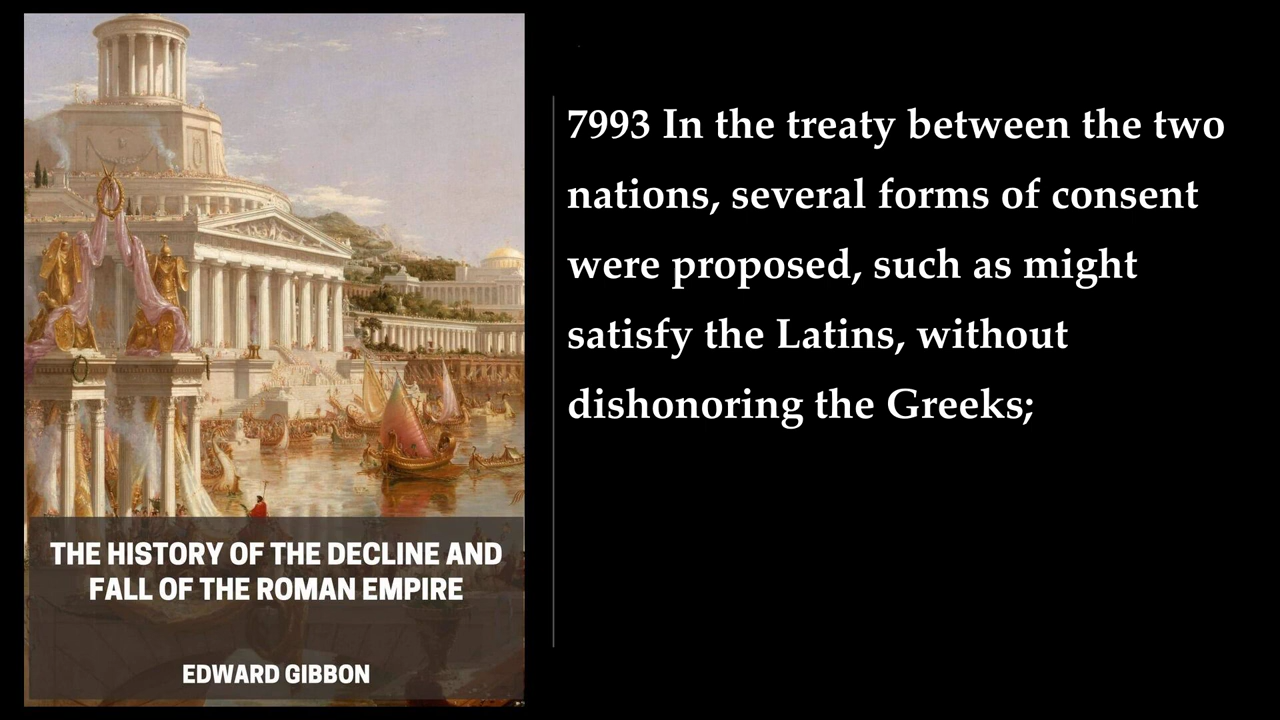 THE HISTORY OF THE DECLINE AND
FALL OF THE ROMAN EMPIRE
EDWARD GIBBON
7993 In the treaty between the two
nations, several forms of consent
were proposed, such as might
satisfy the Latins, without
dishonoring the Greeks;